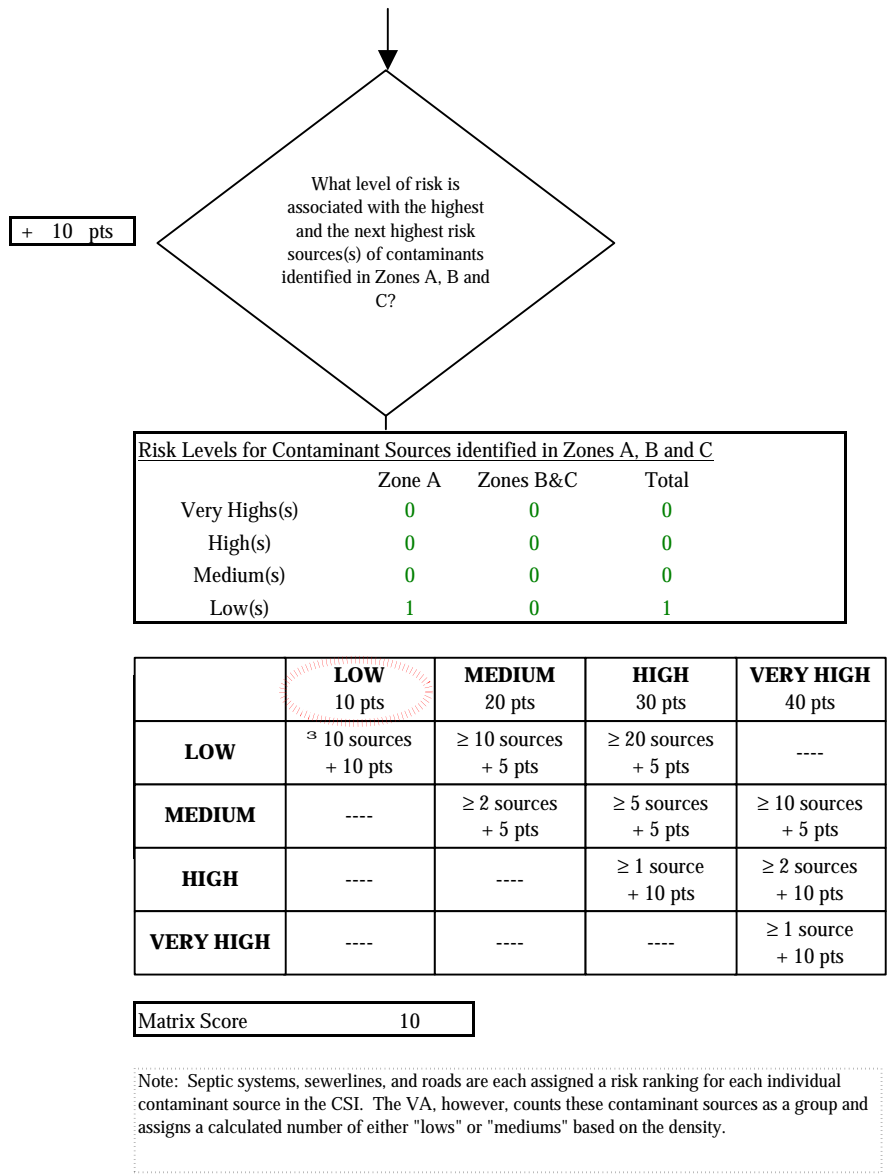 What level of risk is
associated with the highest
and the next highest risk
sources(s) of contaminants
identified in Zones A, B and
C?
+ 10 pts
Risk Levels for Contaminant Sources identified in Zones A, B and C
Zone A Zones B&C Total
Very Highs(s) 0 0 0
High(s) 0 0 0
Medium(s) 0 0 0
Low(s) 1 0 1
LOW MEDIUM HIGH VERY HIGH
10 pts 20 pts 30 pts 40 pts
LOW ³ 10 sources ≥ 10 sources ≥ 20 sources ----
+ 10 pts + 5 pts + 5 pts
MEDIUM ---- ≥ 2 sources ≥ 5 sources ≥ 10 sources
+ 5 pts + 5 pts + 5 pts
HIGH ---- ---- ≥ 1 source ≥ 2 sources
+ 10 pts + 10 pts
VERY HIGH ---- ---- ---- ≥ 1 source
+ 10 pts
Matrix Score 10
Note: Septic systems, sewerlines, and roads are each assigned a risk ranking for each individual
contaminant source in the CSI. The VA, however, counts these contaminant sources as a group and
assigns a calculated number of either "lows" or "mediums" based on the density.